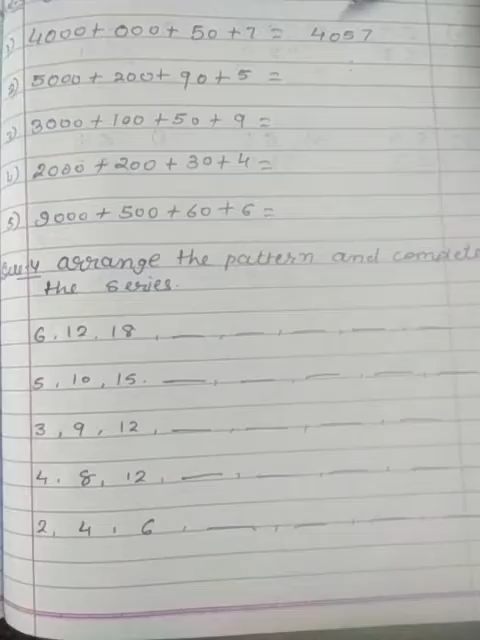 1) 4000 + 000 + 50 + 7 = 4057
2) 5000 + 200 + 90 + 5 =
3) 3000 + 100 + 50 + 9 =
4) 2000 + 200 + 30 + 4 =
5) 9000 + 500 + 60 + 6 =
4 arrange the pattern and complete
the series.
6, 12, 18, —, —, —, —, —
5, 10, 15. —, —, —, —, —
3, 9, 12, —, —, —, —, —
4. 8, 12, —, —, —, —
2, 4, 6, —, —, —, —